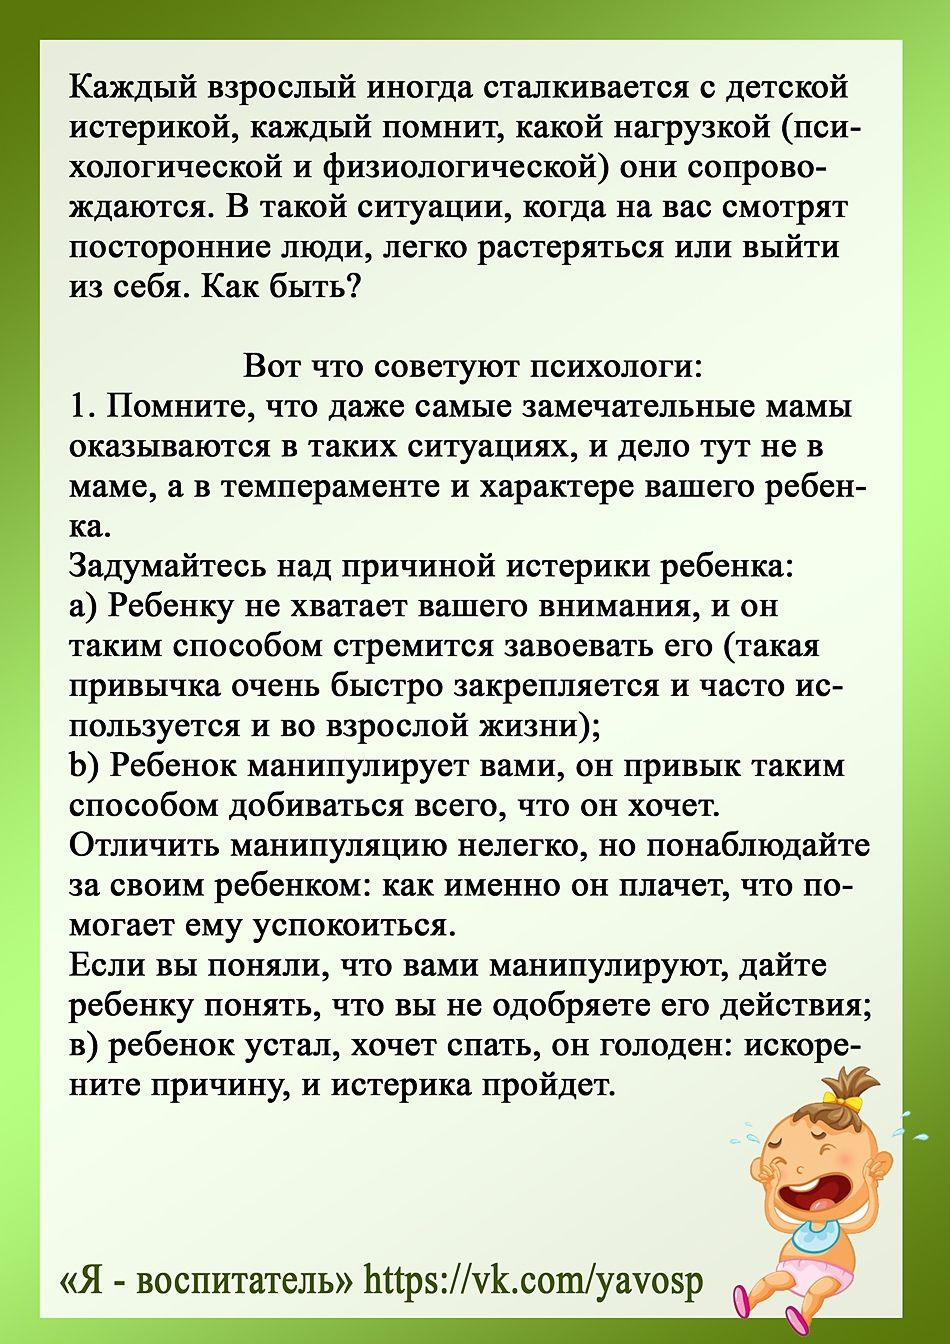 Каждый взрослый иногда сталкивается с детской
истерикой, каждый помнит, какой нагрузкой (пси-
хологической и физиологической) они сопрово-
ждаются. В такой ситуации, когда на вас смотрят
посторонние люди, легко растеряться или выйти
из себя. Как быть?
Вот что советуют психологи:
1. Помните, что даже самые замечательные мамы
оказываются в таких ситуациях, и дело тут не в
маме, а в темпераменте и характере вашего ребен-
ка.
Задумайтесь над причиной истерики ребенка:
а) Ребенку не хватает вашего внимания, и он
таким способом стремится завоевать его (такая
привычка очень быстро закрепляется и часто ис-
пользуется и во взрослой жизни);
b) Ребенок манипулирует вами, он привык таким
способом добиваться всего, что он хочет.
Отличить манипуляцию нелегко, но понаблюдайте
за своим ребенком: как именно он плачет, что по-
могает ему успокоиться.
Если вы поняли, что вами манипулируют, дайте
ребенку понять, что вы не одобряете его действия;
в) ребенок устал, хочет спать, он голоден: искоре-
ните причину, и истерика пройдет.
«Я - воспитатель» https://vk.com/yavosp